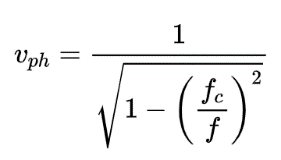 v_{ph} = \frac{1}{\sqrt{1 - \left(\frac{f_c}{f}\right)^2}}